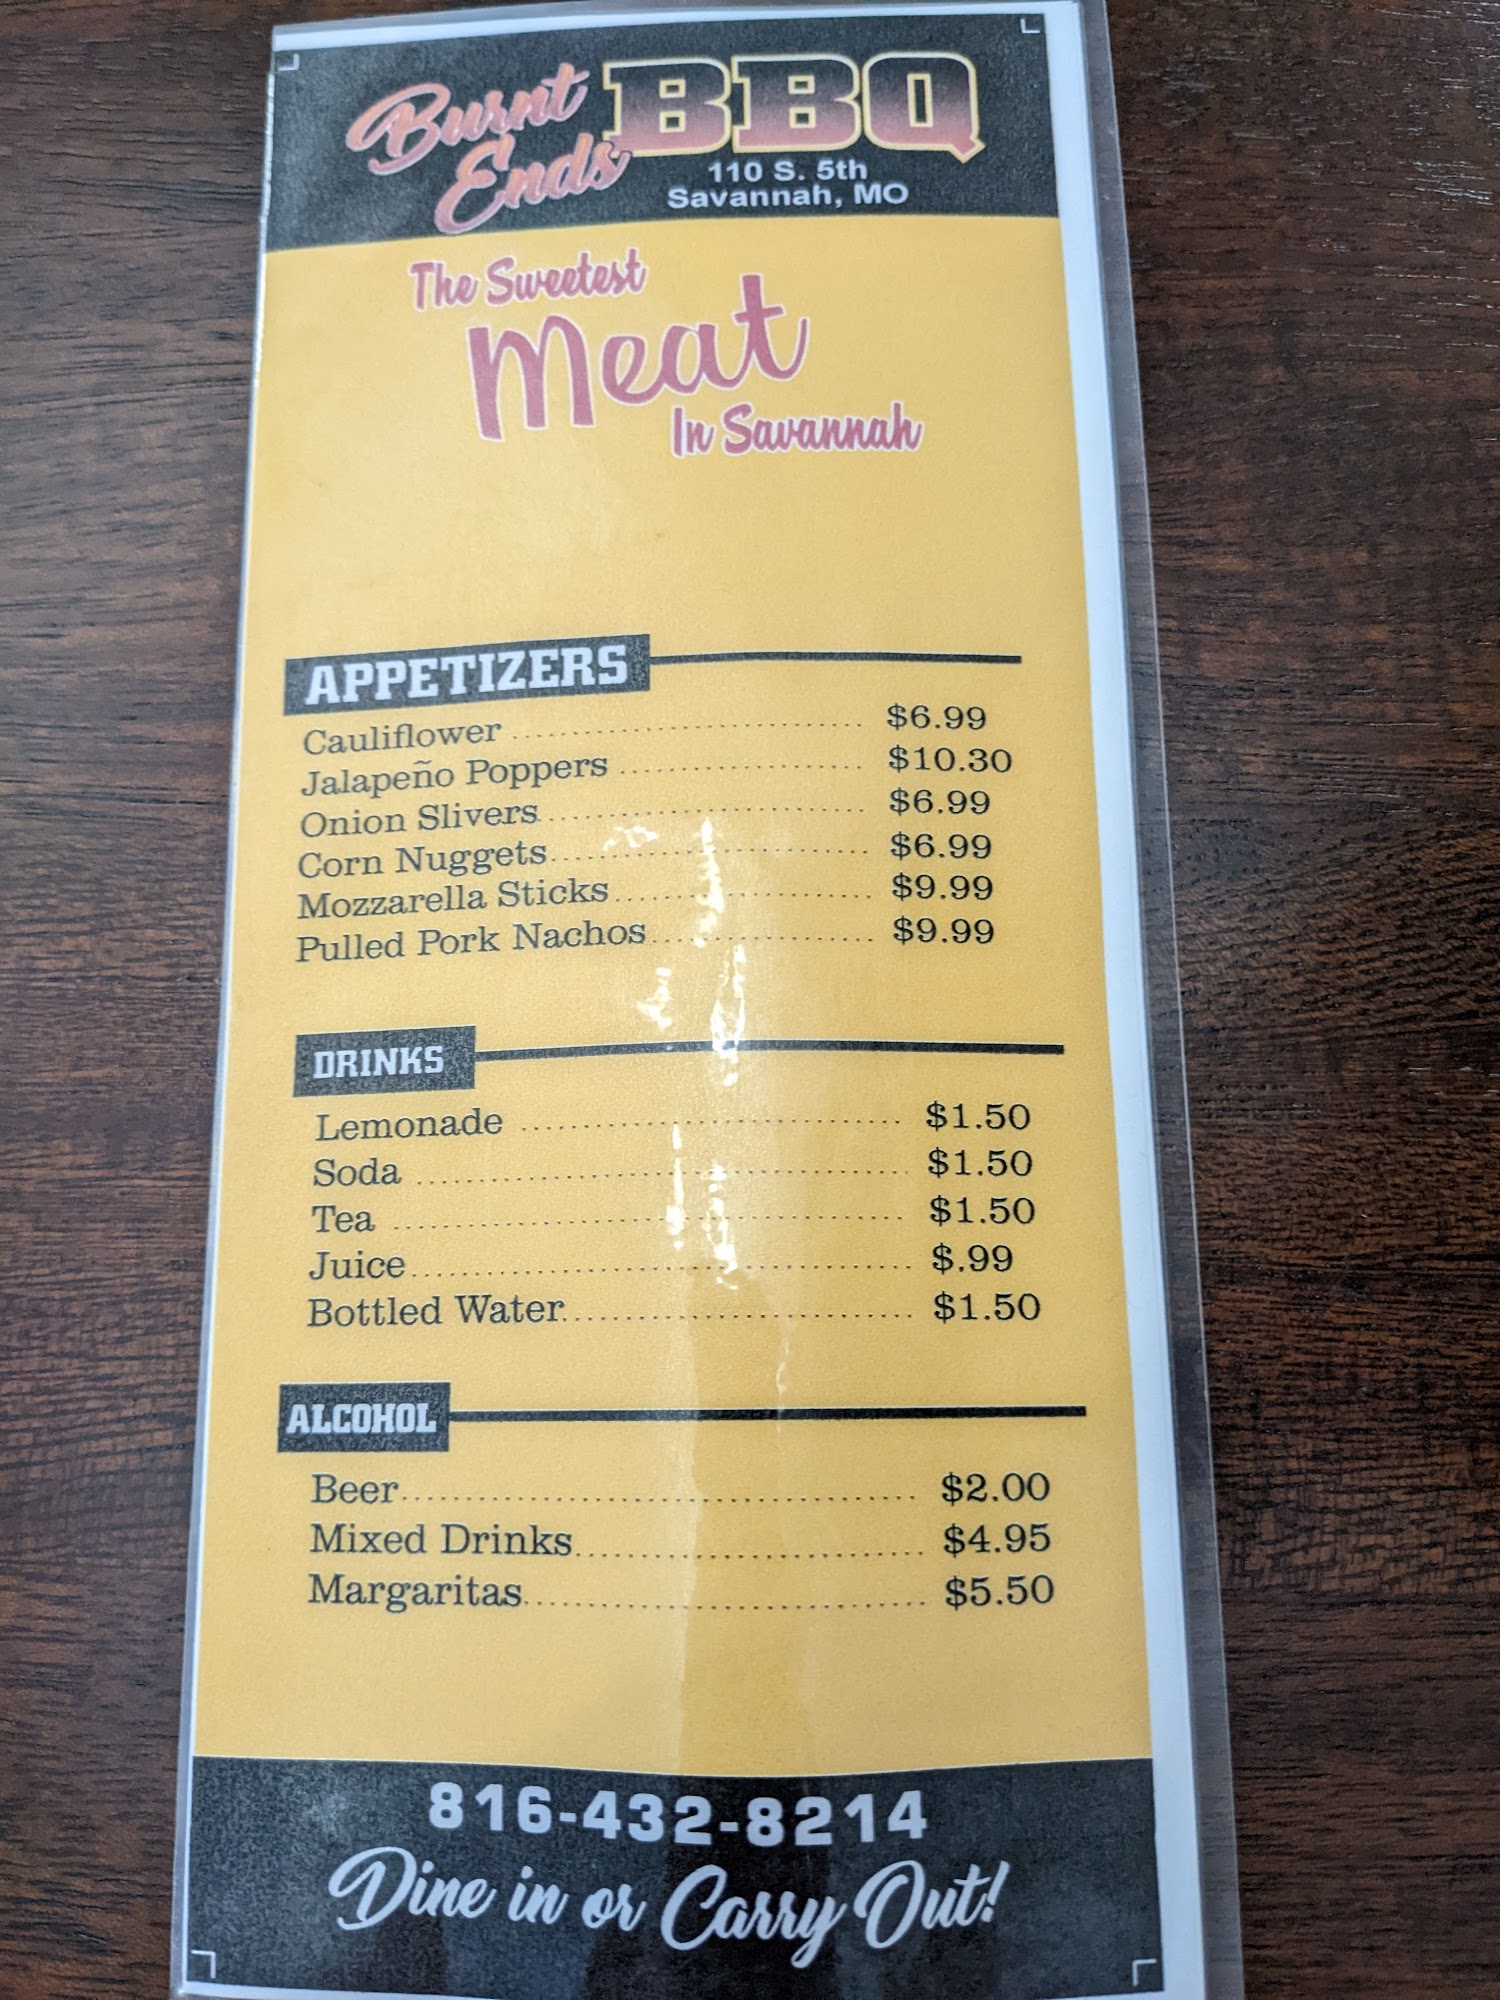 Burnt Ends BBQ
110 S. 5th
Savannah, MO
The Sweetest
Meat
In Savannah
APPETIZERS
Cauliflower $6.99
Jalapeño Poppers $10.30
Onion Slivers $6.99
Corn Nuggets $6.99
Mozzarella Sticks $9.99
Pulled Pork Nachos $9.99
DRINKS
Lemonade $1.50
Soda $1.50
Tea $1.50
Juice $.99
Bottled Water $1.50
ALCOHOL
Beer $2.00
Mixed Drinks $4.95
Margaritas $5.50
816-432-8214
Dine in or Carry Out!